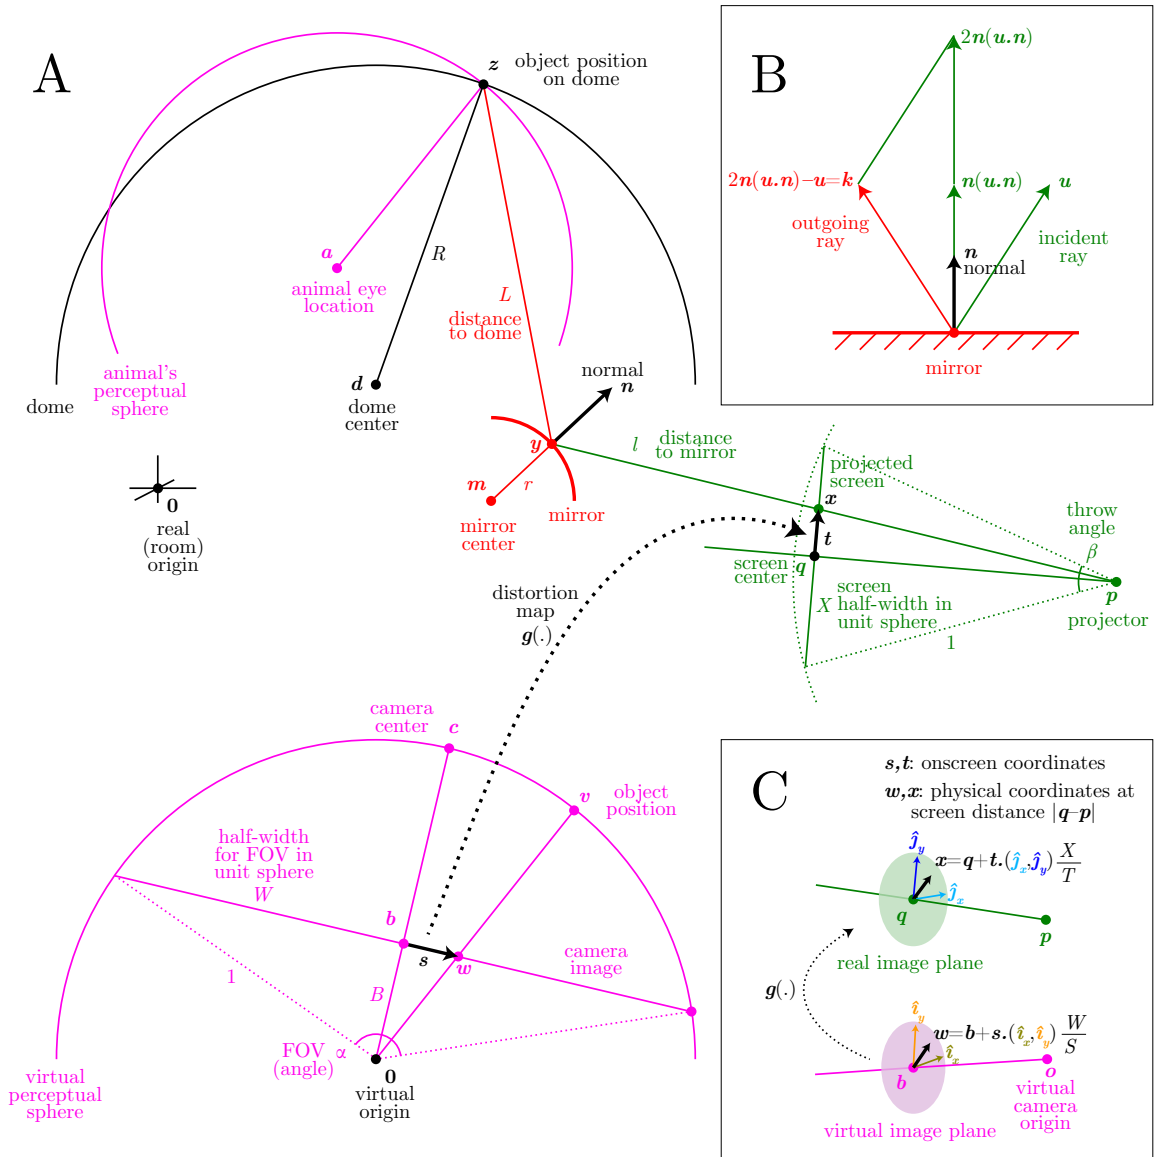 A
z
object position
on dome
a
animal eye
location
R
L
distance
to dome
normal
n
d
dome
center
dome
animal's
perceptual
sphere
y
m
r
mirror
mirror
center
0
real
(room)
origin
l
distance
to mirror
projected
screen
x
t
q
screen
center
throw
angle
β
p
projector
X
screen
half-width in
unit sphere
1
distortion
map
g(.)
camera
center
c
v
object
position
half-width
for FOV in
unit sphere
W
b
s
w
camera
image
1
B
FOV
(angle)
α
0
virtual
origin
virtual
perceptual
sphere
B
2n(u.n)
2n(u.n)−u=k
n(u.n)
u
outgoing
ray
incident
ray
n
normal
mirror
C
s,t: onscreen coordinates
w,x: physical coordinates at
screen distance |q−p|
ĵy
x=q+t.(ĵx,ĵy) X/T
ĵx
q
p
real image plane
g(.)
îy
w=b+s.(îx,îy) W/S
îx
b
o
virtual
camera
origin
virtual image plane